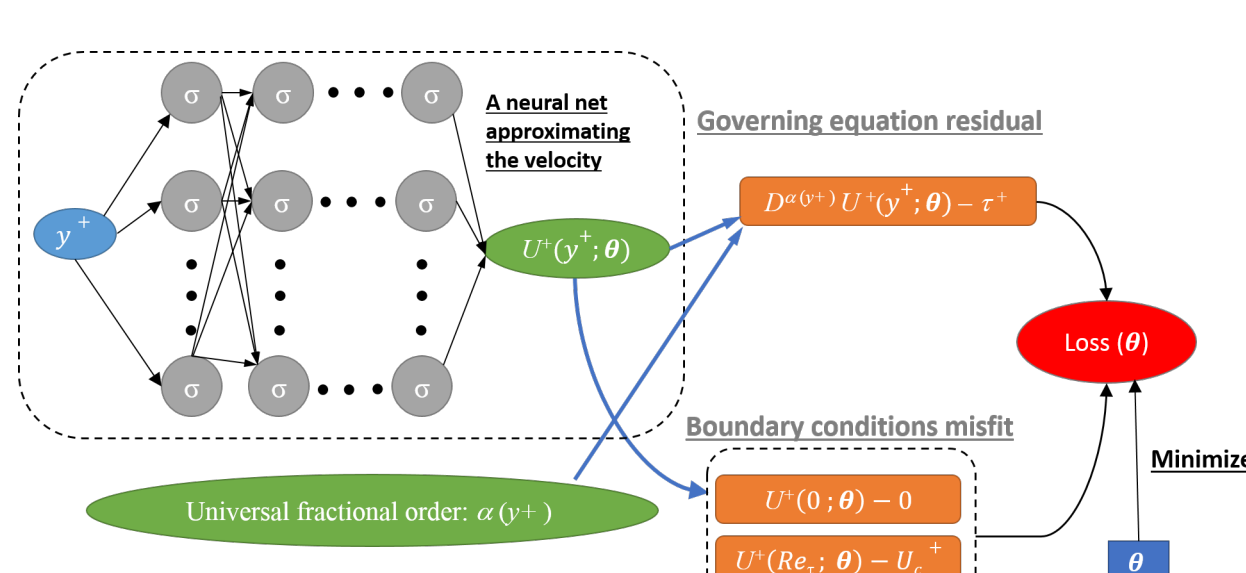 σ σ σ
A neural net
approximating
the velocity
Governing equation residual
σ σ σ
D^α(y+) U⁺(y⁺; θ) − τ⁺
y⁺
U⁺(y⁺; θ)
Loss (θ)
σ σ σ
Boundary conditions misfit
Minimize
U⁺(0 ; θ) − 0
Universal fractional order: α (y+ )
U⁺(Re_τ ; θ) − U_c⁺
θ